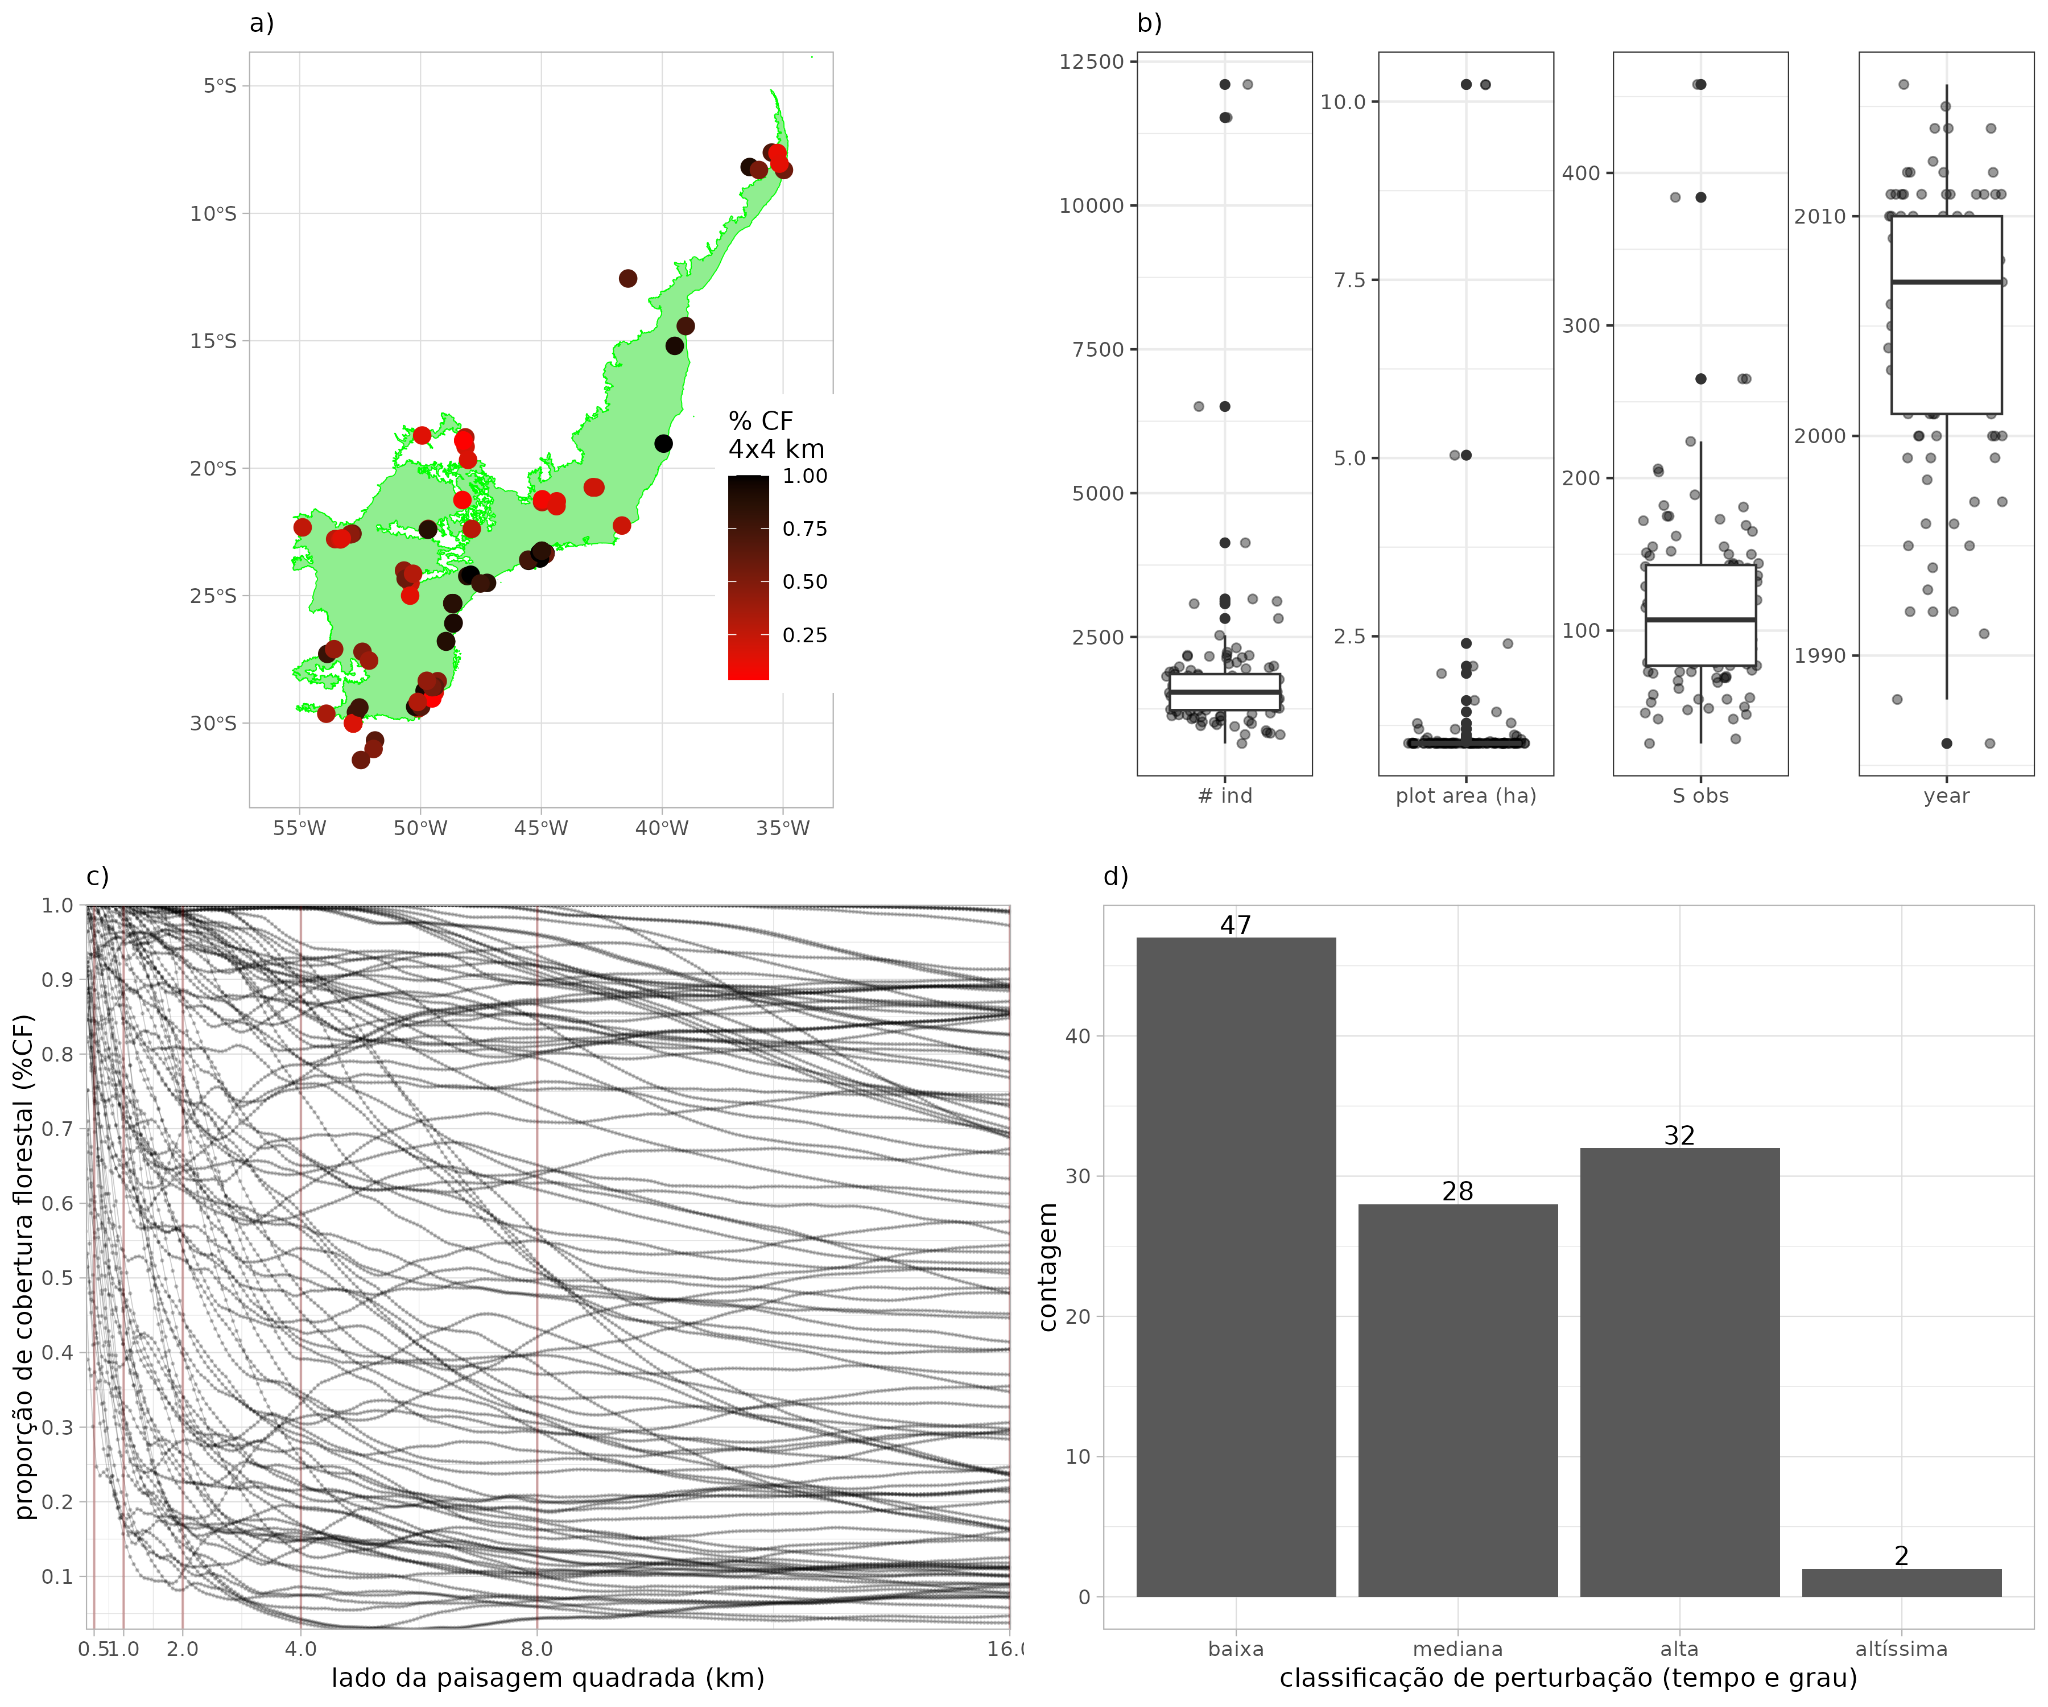 a)
5°S
10°S
15°S
20°S
25°S
30°S
55°W
50°W
45°W
40°W
35°W
% CF
4x4 km
1.00
0.75
0.50
0.25
b)
12500
10000
7500
5000
2500
# ind
10.0
7.5
5.0
2.5
plot area (ha)
400
300
200
100
S obs
2010
2000
1990
year
c)
proporção de cobertura florestal (%CF)
1.0
0.9
0.8
0.7
0.6
0.5
0.4
0.3
0.2
0.1
0.5 1.0 2.0 4.0 8.0 16.0
lado da paisagem quadrada (km)
d)
contagem
40
30
20
10
0
47
28
32
2
baixa mediana alta altíssima
classificação de perturbação (tempo e grau)